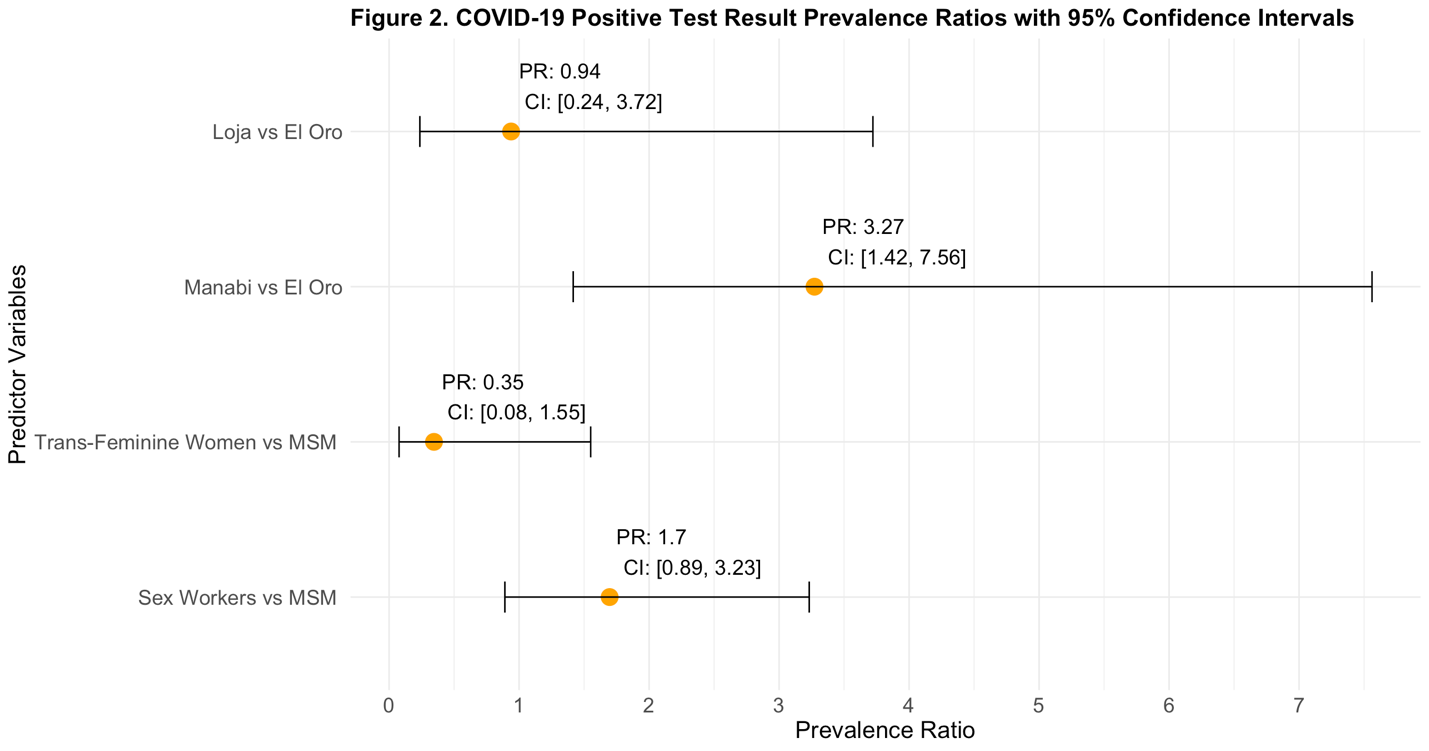 Figure 2. COVID-19 Positive Test Result Prevalence Ratios with 95% Confidence Intervals
PR: 0.94
CI: [0.24, 3.72]
Loja vs El Oro
PR: 3.27
CI: [1.42, 7.56]
Manabi vs El Oro
Predictor Variables
PR: 0.35
CI: [0.08, 1.55]
Trans-Feminine Women vs MSM
PR: 1.7
CI: [0.89, 3.23]
Sex Workers vs MSM
0 1 2 3 4 5 6 7
Prevalence Ratio